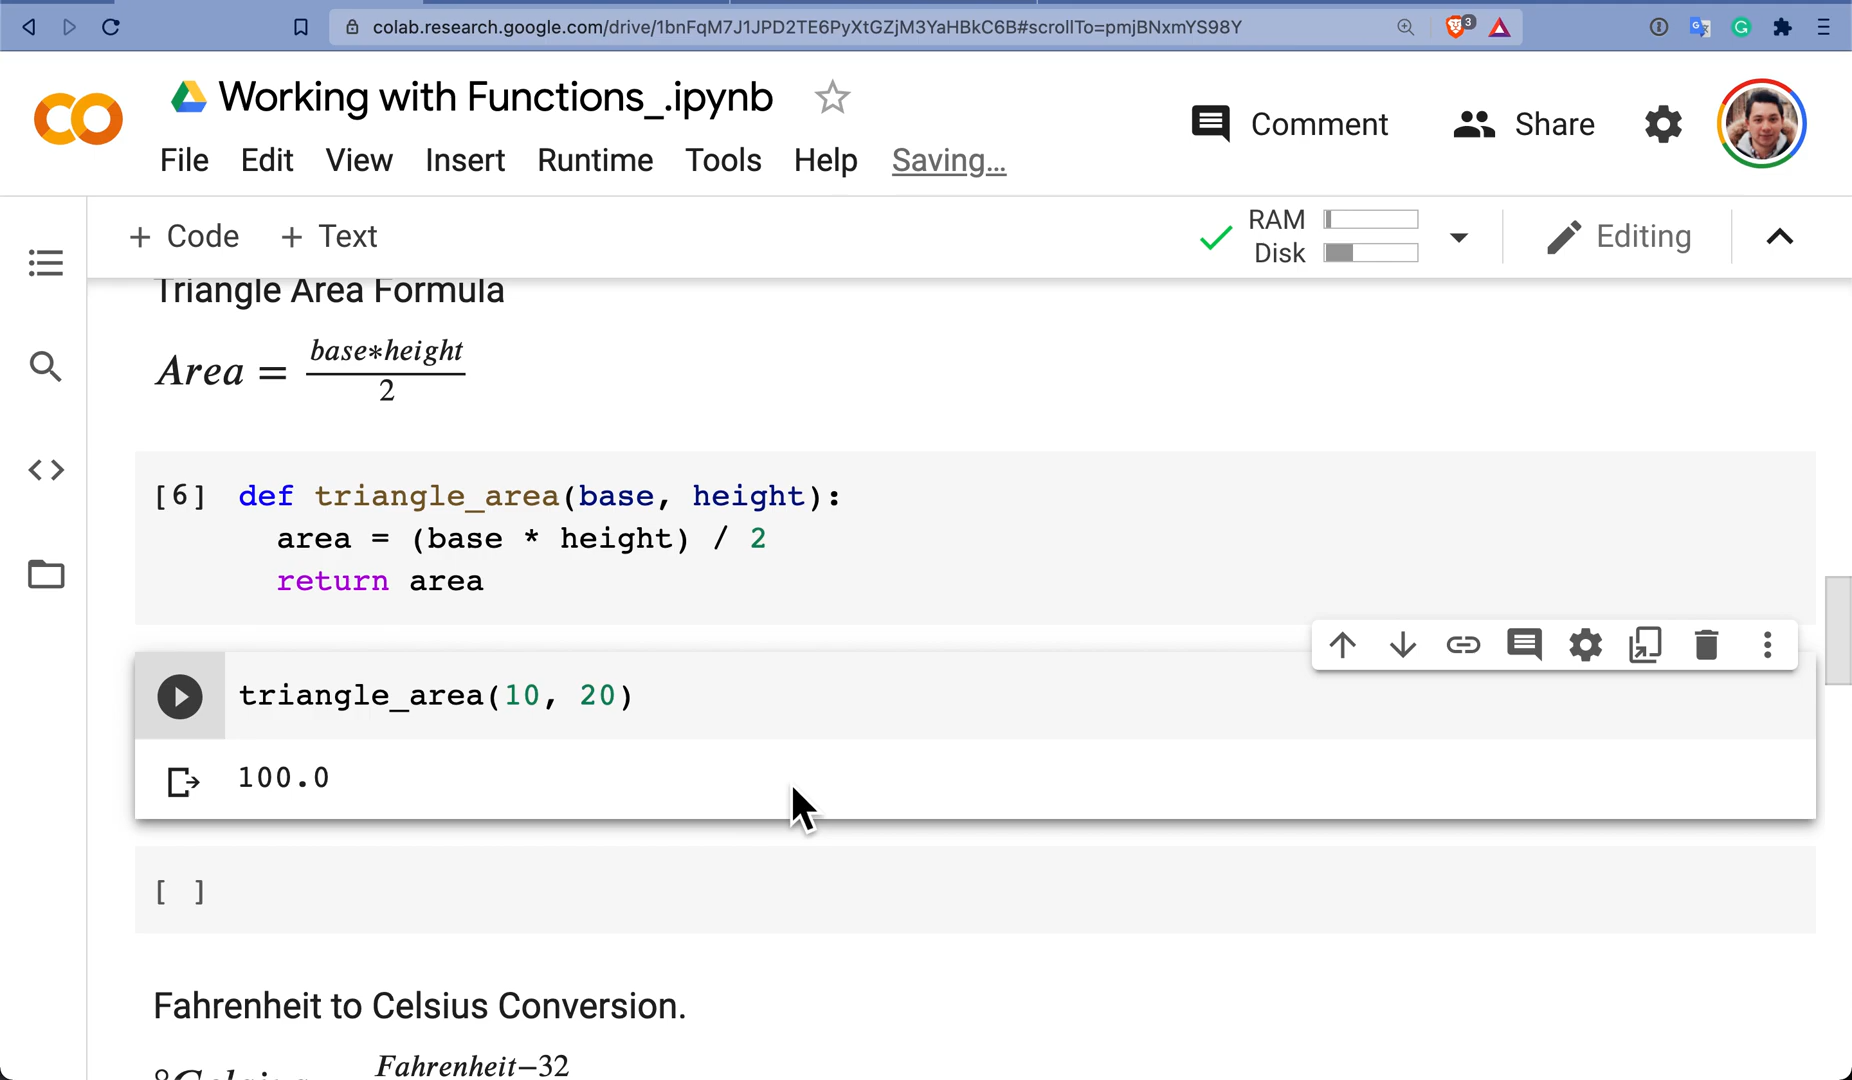 colab.research.google.com/drive/1bnFqM7J1JPD2TE6PyXtGZjM3YaHBkC6B#scrollTo=pmjBNxmYS98Y
3
Working with Functions_.ipynb
Comment
Share
File Edit View Insert Runtime Tools Help Saving...
+ Code + Text
RAM
Disk
Editing
Triangle Area Formula
Area = base*height
2
[6] def triangle_area(base, height):
area = (base * height) / 2
return area
triangle_area(10, 20)
100.0
[ ]
Fahrenheit to Celsius Conversion.
Fahrenheit−32